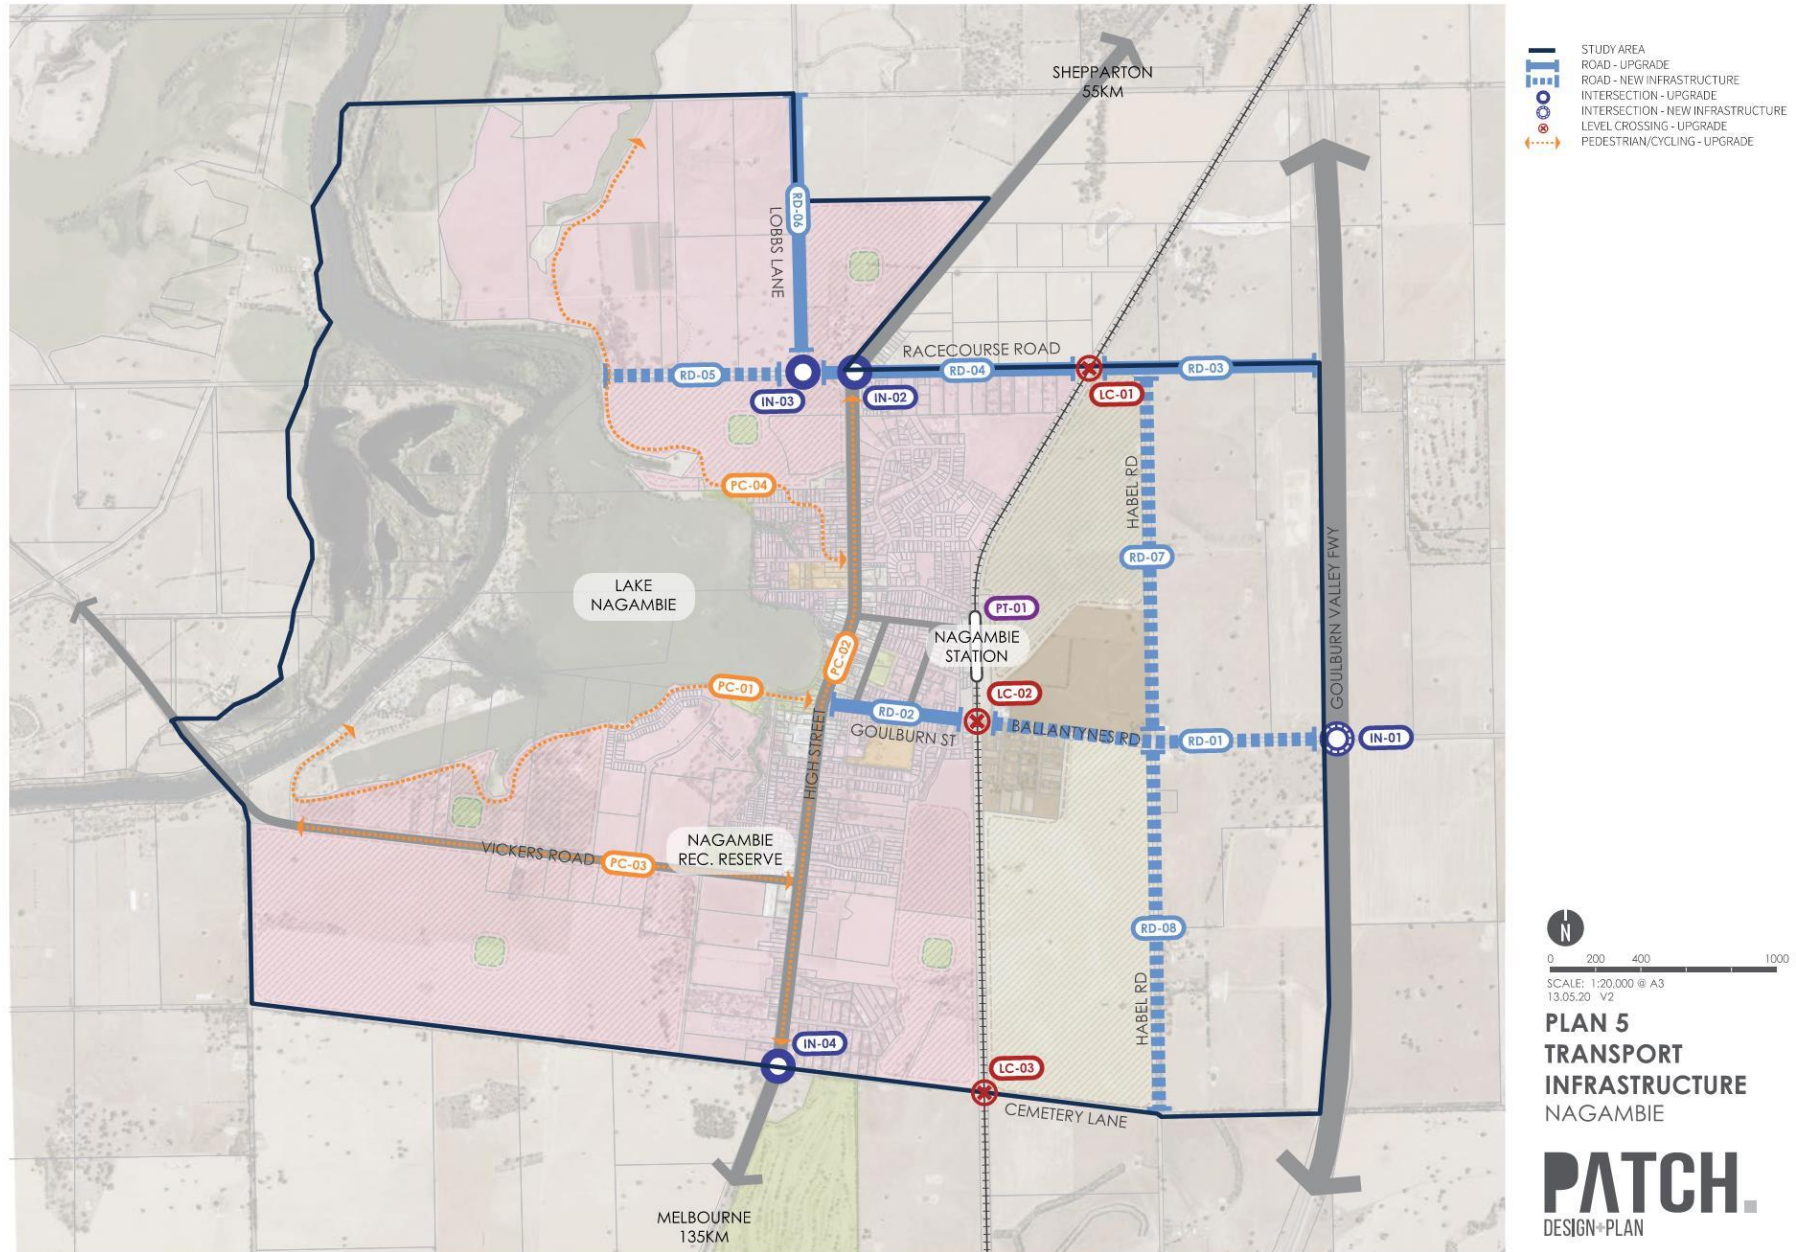 STUDY AREA
ROAD - UPGRADE
ROAD - NEW INFRASTRUCTURE
INTERSECTION - UPGRADE
INTERSECTION - NEW INFRASTRUCTURE
LEVEL CROSSING - UPGRADE
PEDESTRIAN/CYCLING - UPGRADE
SHEPPARTON
55KM
RD-06
LOBBS LANE
RACECOURSE ROAD
RD-05
RD-04
RD-03
IN-03
IN-02
LC-01
PC-04
HABEL RD
RD-07
GOULBURN VALLEY FWY
LAKE
NAGAMBIE
PT-01
NAGAMBIE
STATION
PC-02
PC-01
LC-02
RD-02
GOULBURN ST
BALLANTYNES RD
RD-01
IN-01
HIGH STREET
NAGAMBIE
REC. RESERVE
VICKERS ROAD
PC-03
RD-08
HABEL RD
IN-04
LC-03
CEMETERY LANE
MELBOURNE
135KM
N
0 200 400 1000
SCALE: 1:20,000 @ A3
13.05.20 V2
PLAN 5
TRANSPORT
INFRASTRUCTURE
NAGAMBIE
PATCH.
DESIGN+PLAN